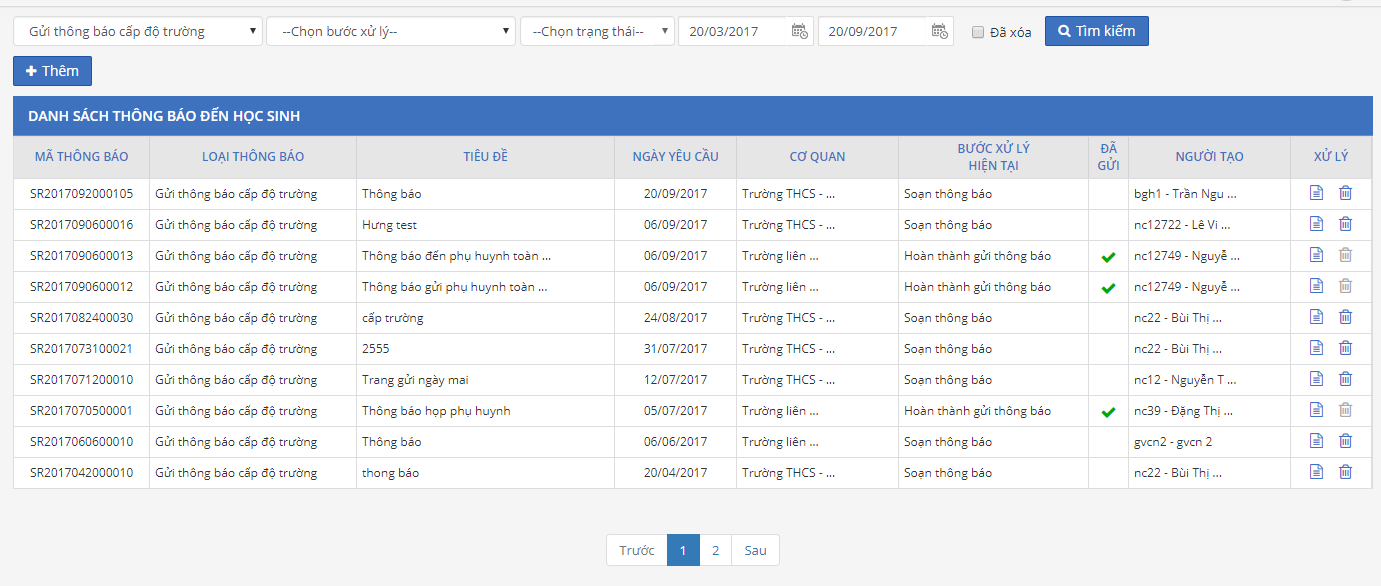 Gửi thông báo cấp độ trường --Chọn bước xử lý-- --Chọn trạng thái-- 20/03/2017 20/09/2017 Đã xóa Tìm kiếm
Thêm
DANH SÁCH THÔNG BÁO ĐẾN HỌC SINH
MÃ THÔNG BÁO LOẠI THÔNG BÁO TIÊU ĐỀ NGÀY YÊU CẦU CƠ QUAN BƯỚC XỬ LÝ HIỆN TẠI ĐÃ GỬI NGƯỜI TẠO XỬ LÝ
SR2017092000105 Gửi thông báo cấp độ trường Thông báo 20/09/2017 Trường THCS - ... Soạn thông báo bgh1 - Trần Ngu ...
SR2017090600016 Gửi thông báo cấp độ trường Hưng test 06/09/2017 Trường THCS - ... Soạn thông báo nc12722 - Lê Vi ...
SR2017090600013 Gửi thông báo cấp độ trường Thông báo đến phụ huynh toàn ... 06/09/2017 Trường liên ... Hoàn thành gửi thông báo nc12749 - Nguyễ ...
SR2017090600012 Gửi thông báo cấp độ trường Thông báo gửi phụ huynh toàn ... 06/09/2017 Trường liên ... Hoàn thành gửi thông báo nc12749 - Nguyễ ...
SR2017082400030 Gửi thông báo cấp độ trường cấp trường 24/08/2017 Trường THCS - ... Soạn thông báo nc22 - Bùi Thị ...
SR2017073100021 Gửi thông báo cấp độ trường 2555 31/07/2017 Trường THCS - ... Soạn thông báo nc22 - Bùi Thị ...
SR2017071200010 Gửi thông báo cấp độ trường Trang gửi ngày mai 12/07/2017 Trường THCS - ... Soạn thông báo nc12 - Nguyễn T ...
SR2017070500001 Gửi thông báo cấp độ trường Thông báo họp phụ huynh 05/07/2017 Trường liên ... Hoàn thành gửi thông báo nc39 - Đặng Thị ...
SR2017060600010 Gửi thông báo cấp độ trường Thông báo 06/06/2017 Trường liên ... Soạn thông báo gvcn2 - gvcn 2
SR2017042000010 Gửi thông báo cấp độ trường thong báo 20/04/2017 Trường THCS - ... Soạn thông báo nc22 - Bùi Thị ...
Trước 1 2 Sau